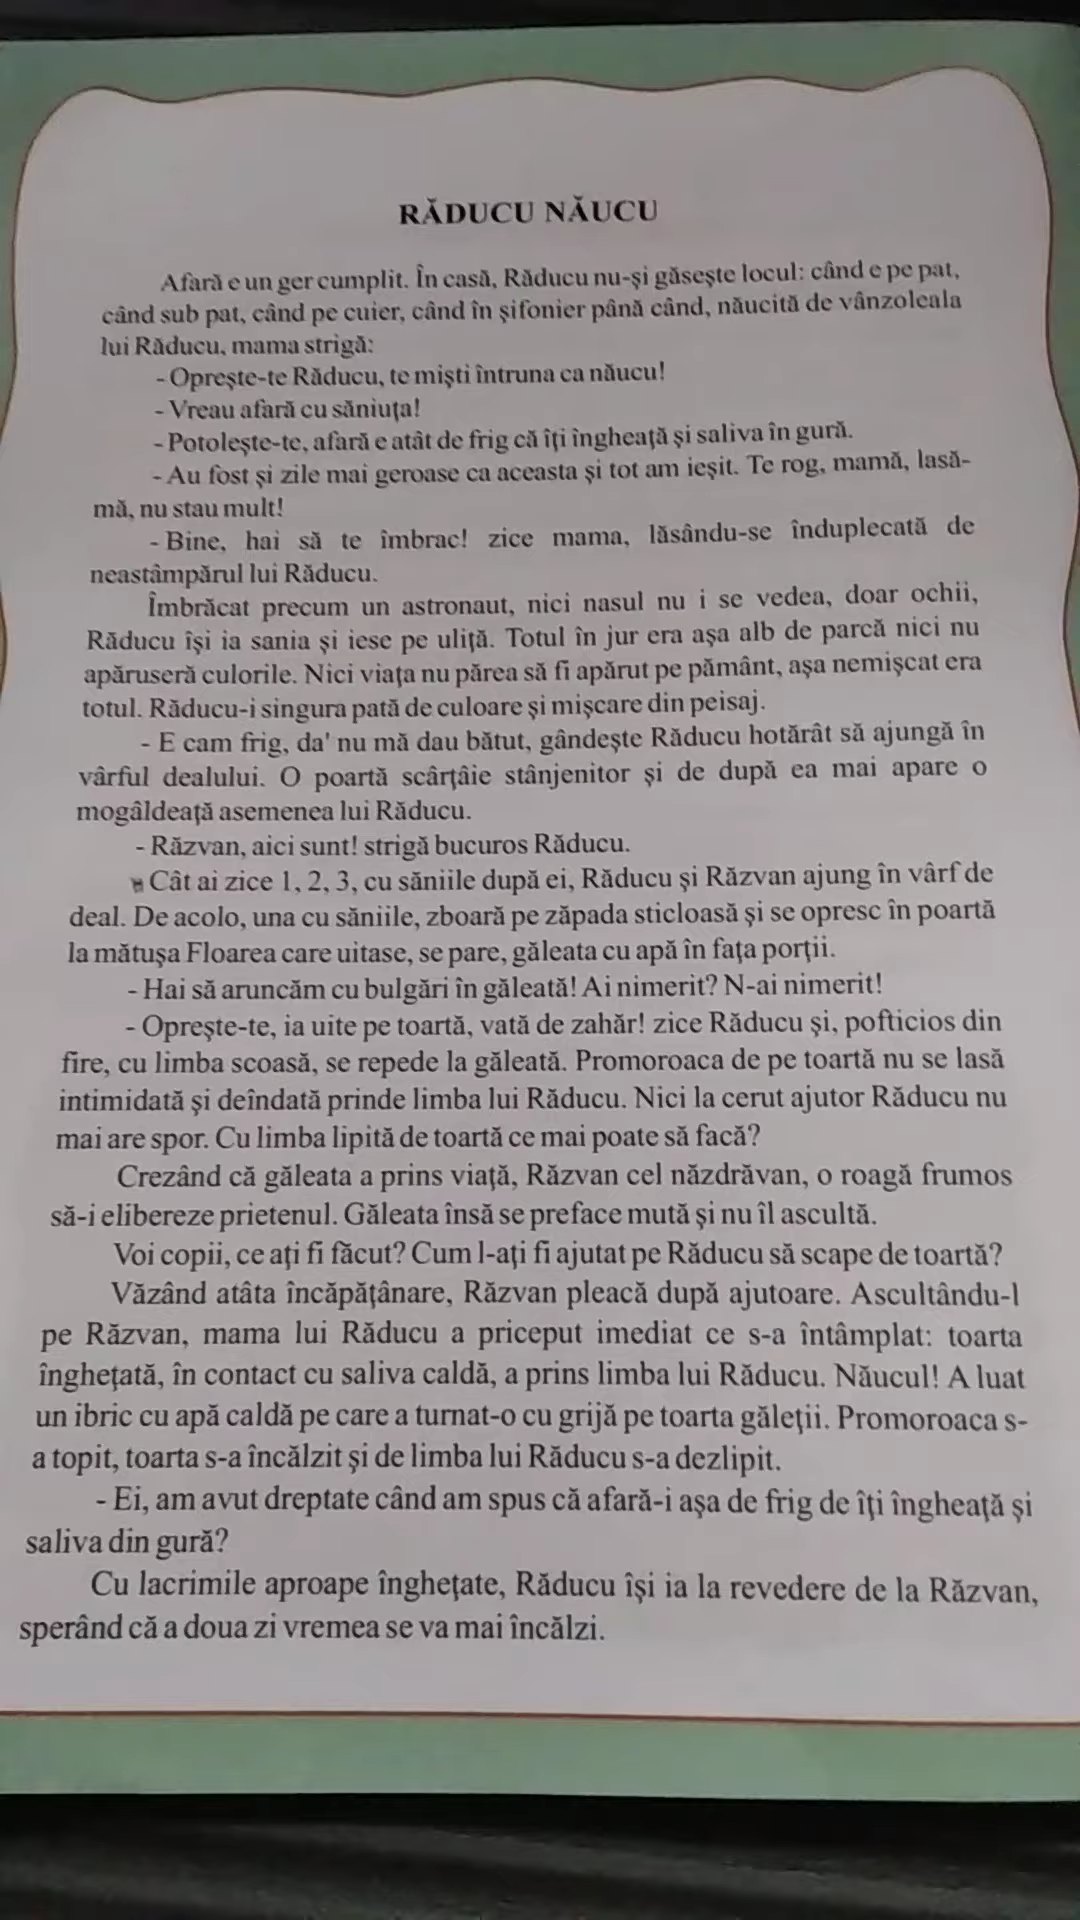 RĂDUCU NĂUCU
Afară e un ger cumplit. În casă, Răducu nu-şi găseşte locul: când e pe pat,
când sub pat, când pe cuier, când în şifonier până când, năucită de vânzoleala
lui Răducu, mama strigă:
- Opreşte-te Răducu, te mişti întruna ca năucu!
- Vreau afară cu săniuţa!
- Potoleşte-te, afară e atât de frig că îţi îngheaţă şi saliva în gură.
- Au fost şi zile mai geroase ca aceasta şi tot am ieşit. Te rog, mamă, lasă-
mă, nu stau mult!
- Bine, hai să te îmbrac! zice mama, lăsându-se înduplecată de
neastâmpărul lui Răducu.
Îmbrăcat precum un astronaut, nici nasul nu i se vedea, doar ochii,
Răducu îşi ia sania şi iese pe uliţă. Totul în jur era aşa alb de parcă nici nu
apăruseră culorile. Nici viaţa nu părea să fi apărut pe pământ, aşa nemişcat era
totul. Răducu-i singura pată de culoare şi mişcare din peisaj.
- E cam frig, da' nu mă dau bătut, gândeşte Răducu hotărât să ajungă în
vârful dealului. O poartă scârţâie stânjenitor şi de după ea mai apare o
mogâldeaţă asemenea lui Răducu.
- Răzvan, aici sunt! strigă bucuros Răducu.
Cât ai zice 1, 2, 3, cu săniile după ei, Răducu şi Răzvan ajung în vârf de
deal. De acolo, una cu săniile, zboară pe zăpada sticloasă şi se opresc în poartă
la mătuşa Floarea care uitase, se pare, găleata cu apă în faţa porţii.
- Hai să aruncăm cu bulgări în găleată! Ai nimerit? N-ai nimerit!
- Opreşte-te, ia uite pe toartă, vată de zahăr! zice Răducu şi, pofticios din
fire, cu limba scoasă, se repede la găleată. Promoroaca de pe toartă nu se lasă
intimidată şi deîndată prinde limba lui Răducu. Nici la cerut ajutor Răducu nu
mai are spor. Cu limba lipită de toartă ce mai poate să facă?
Crezând că găleata a prins viaţă, Răzvan cel năzdrăvan, o roagă frumos
să-i elibereze prietenul. Găleata însă se preface mută şi nu îl ascultă.
Voi copii, ce aţi fi făcut? Cum l-aţi fi ajutat pe Răducu să scape de toartă?
Văzând atâta încăpăţânare, Răzvan pleacă după ajutoare. Ascultându-l
pe Răzvan, mama lui Răducu a priceput imediat ce s-a întâmplat: toarta
îngheţată, în contact cu saliva caldă, a prins limba lui Răducu. Năucul! A luat
un ibric cu apă caldă pe care a turnat-o cu grijă pe toarta găleţii. Promoroaca s-
a topit, toarta s-a încălzit şi de limba lui Răducu s-a dezlipit.
- Ei, am avut dreptate când am spus că afară-i aşa de frig de îţi îngheaţă şi
saliva din gură?
Cu lacrimile aproape îngheţate, Răducu îşi ia la revedere de la Răzvan,
sperând că a doua zi vremea se va mai încălzi.